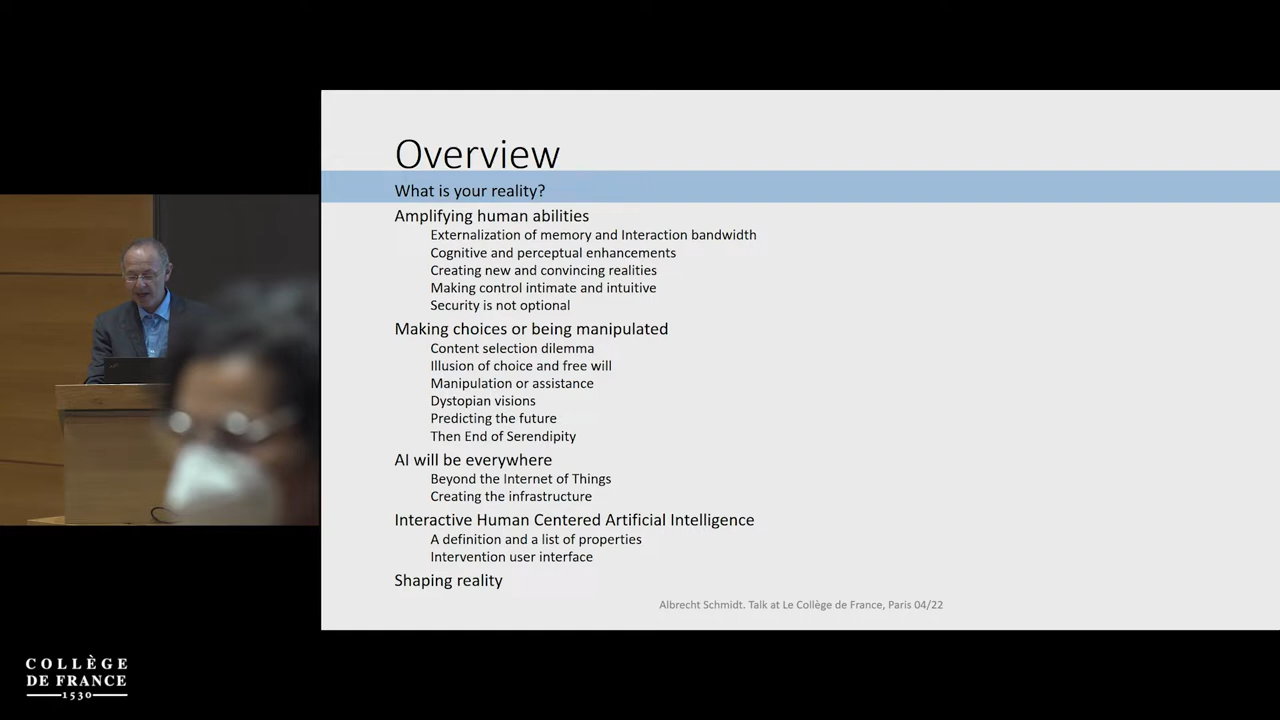 Overview
What is your reality?
Amplifying human abilities
Externalization of memory and Interaction bandwidth
Cognitive and perceptual enhancements
Creating new and convincing realities
Making control intimate and intuitive
Security is not optional
Making choices or being manipulated
Content selection dilemma
Illusion of choice and free will
Manipulation or assistance
Dystopian visions
Predicting the future
Then End of Serendipity
AI will be everywhere
Beyond the Internet of Things
Creating the infrastructure
Interactive Human Centered Artificial Intelligence
A definition and a list of properties
Intervention user interface
Shaping reality
Albrecht Schmidt. Talk at Le Collège de France, Paris 04/22
COLLÈGE
DE FRANCE
1530